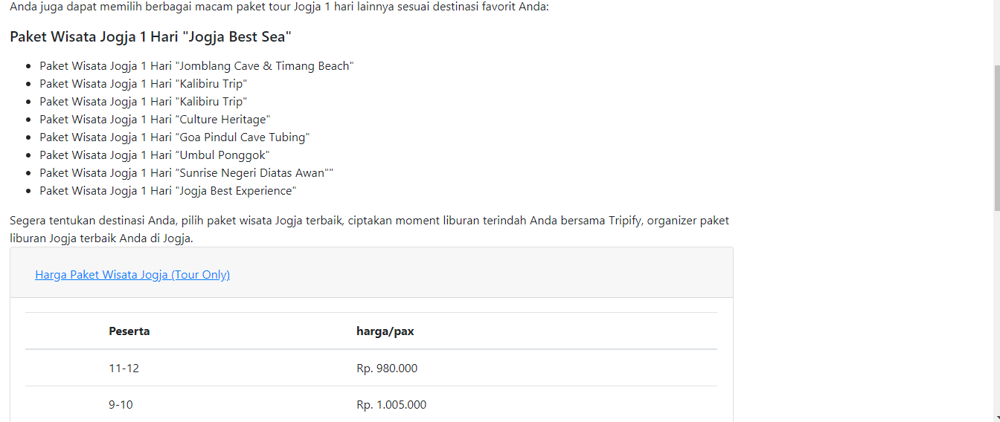 Anda juga dapat memilih berbagai macam paket tour Jogja 1 hari lainnya sesuai destinasi favorit Anda:
Paket Wisata Jogja 1 Hari "Jogja Best Sea"
Paket Wisata Jogja 1 Hari "Jomblang Cave & Timang Beach"
Paket Wisata Jogja 1 Hari "Kalibiru Trip"
Paket Wisata Jogja 1 Hari "Kalibiru Trip"
Paket Wisata Jogja 1 Hari “Culture Heritage"
Paket Wisata Jogja 1 Hari “Goa Pindul Cave Tubing"
Paket Wisata Jogja 1 Hari “Umbul Ponggok"
Paket Wisata Jogja 1 Hari “Sunrise Negeri Diatas Awan""
Paket Wisata Jogja 1 Hari "Jogja Best Experience"
Segera tentukan destinasi Anda, pilih paket wisata Jogja terbaik, ciptakan moment liburan terindah Anda bersama Tripify, organizer paket
liburan Jogja terbaik Anda di Jogja.
Harga Paket Wisata Jogja (Tour Only)
Peserta harga/pax
11-12 Rp. 980.000
9-10 Rp. 1.005.000